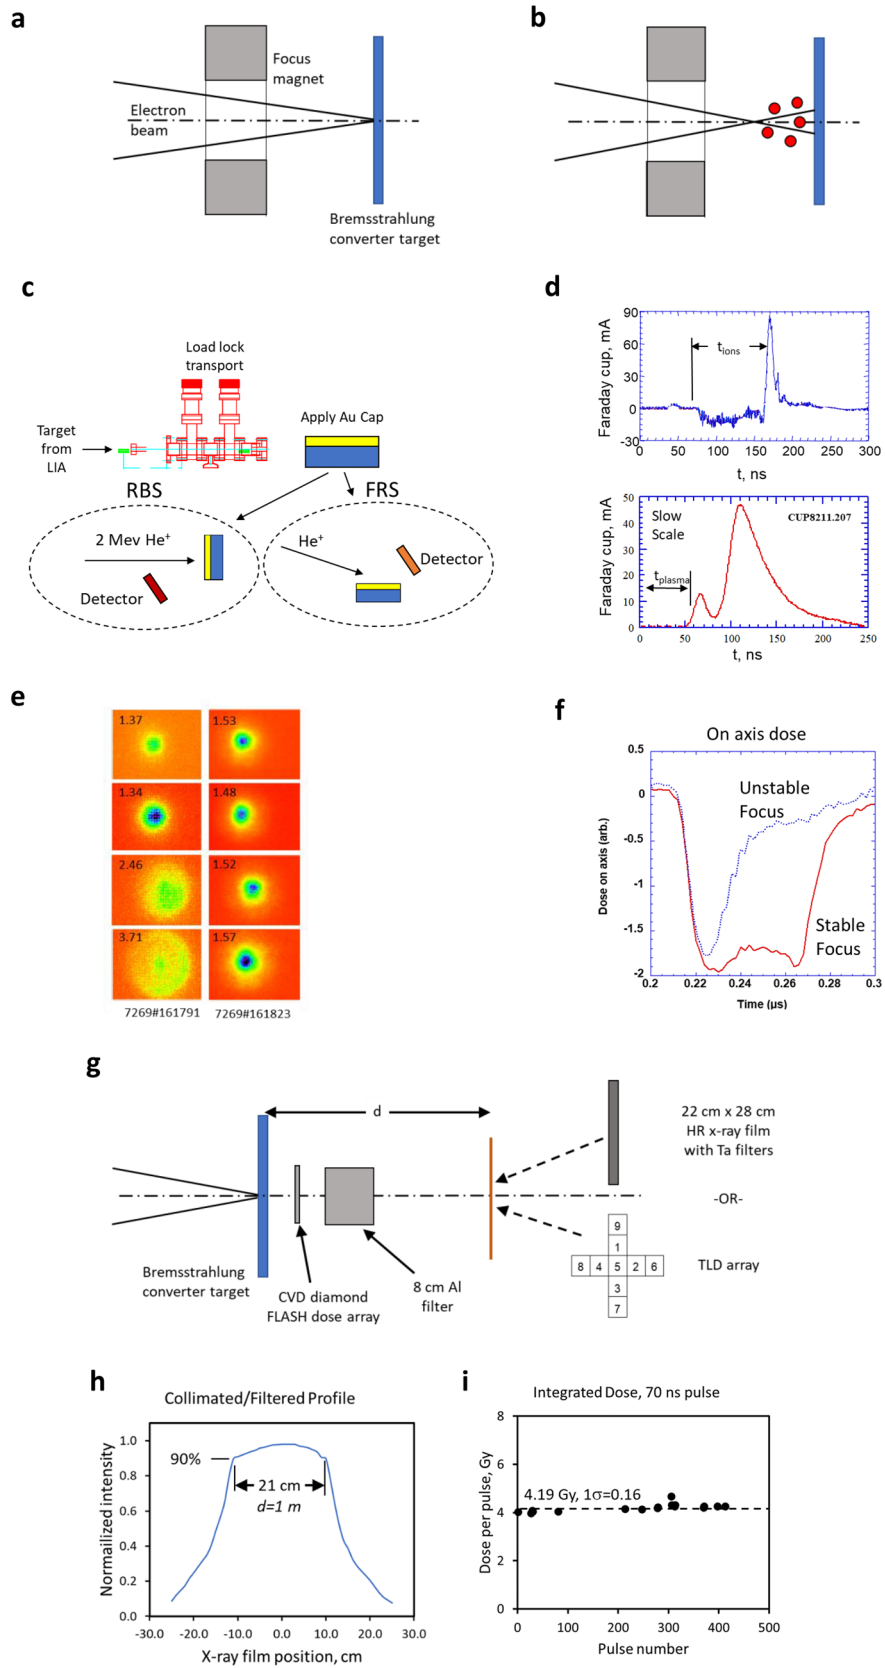 a
Focus
magnet
Electron
beam
Bremsstrahlung
converter target
b
c
Load lock
transport
Target
from
LIA
Apply Au Cap
RBS
FRS
2 Mev He+
He+
Detector
Detector
d
Faraday cup, mA
90
60
30
0
-30
tions
0 50 100 150 200 250 300
t, ns
Faraday cup, mA
50
40
30
20
10
0
Slow
Scale
CUP8211.207
tplasma
0 50 100 150 200 250
t, ns
e
1.37 1.53
1.34 1.48
2.46 1.52
3.71 1.57
7269#161791 7269#161823
f
On axis dose
Dose on axis (arb.)
0.5
0
-0.5
-1
-1.5
-2
Unstable
Focus
Stable
Focus
0.2 0.22 0.24 0.26 0.28 0.3
Time (µs)
g
d
Bremsstrahlung
converter target
CVD diamond
FLASH dose array
8 cm Al
filter
22 cm x 28 cm
HR x-ray film
with Ta filters
-OR-
TLD array
9
1
8 4 5 2 6
3
7
h
Collimated/Filtered Profile
Normailized intensity
1.0
0.8
0.6
0.4
0.2
0.0
90%
21 cm
d=1 m
-30.0 -20.0 -10.0 0.0 10.0 20.0 30.0
X-ray film position, cm
i
Integrated Dose, 70 ns pulse
Dose per pulse, Gy
8
6
4
2
0
4.19 Gy, 1σ=0.16
0 100 200 300 400 500
Pulse number